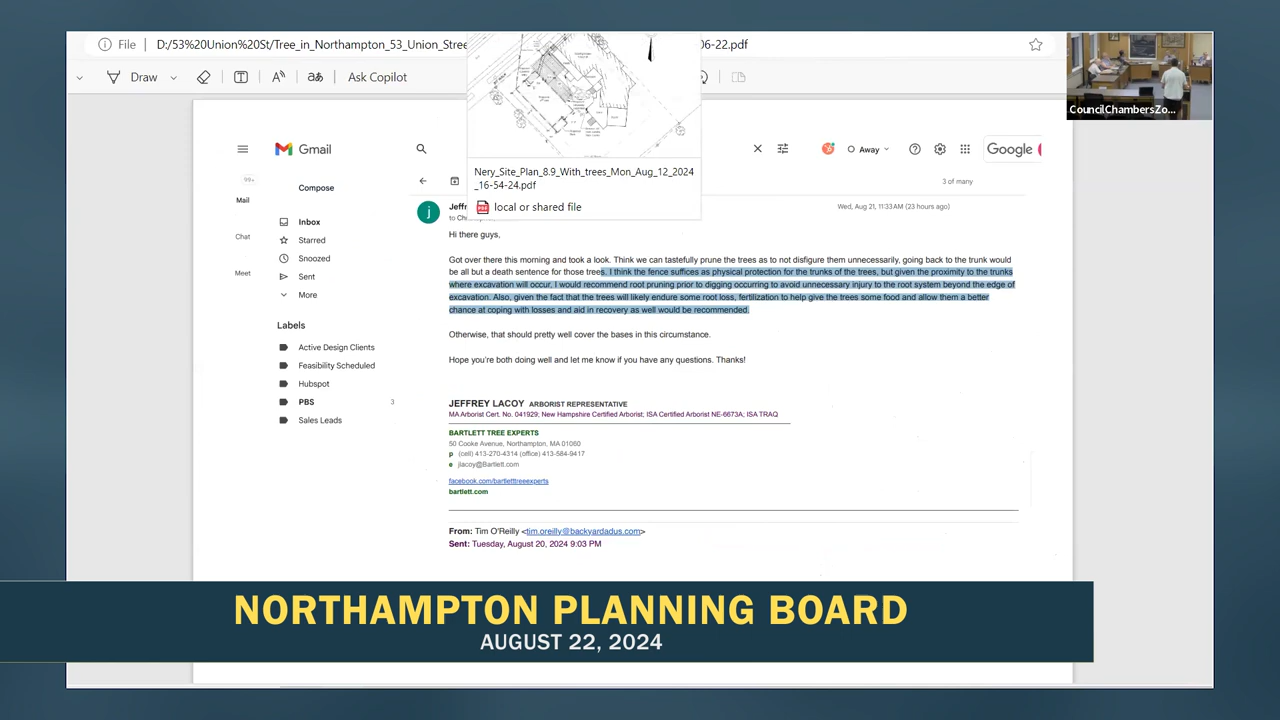 File
D:/53%20Union%20St/Tree_in_Northampton_53_Union_Stree
06-22.pdf
Draw
Ask Copilot
CouncilChambersZo...
Nery_Site_Plan_8.9_With_trees_Mon_Aug_12_2024
_16-54-24.pdf
local or shared file
Gmail
Away
Google
99+
Mail
Chat
Meet
Compose
Inbox
Starred
Snoozed
Sent
More
Labels
Active Design Clients
Feasibility Scheduled
Hubspot
PBS 3
Sales Leads
3 of many
Jeff
Wed, Aug 21, 11:33 AM (23 hours ago)
j
Hi there guys,
Got over there this morning and took a look. Think we can tastefully prune the trees as to not disfigure them unnecessarily, going back to the trunk would
be all but a death sentence for those trees. I think the fence suffices as physical protection for the trunks of the trees, but given the proximity to the trunks
where excavation will occur, I would recommend root pruning prior to digging occurring to avoid unnecessary injury to the root system beyond the edge of
excavation. Also, given the fact that the trees will likely endure some root loss, fertilization to help give the trees some food and allow them a better
chance at coping with losses and aid in recovery as well would be recommended.
Otherwise, that should pretty well cover the bases in this circumstance.
Hope you're both doing well and let me know if you have any questions. Thanks!
JEFFREY LACOY ARBORIST REPRESENTATIVE
MA Arborist Cert. No. 041929; New Hampshire Certified Arborist; ISA Certified Arborist NE-6673A; ISA TRAQ
BARTLETT TREE EXPERTS
50 Cooke Avenue, Northampton, MA 01060
p (cell) 413-270-4314 (office) 413-584-9417
e jlacoy@Bartlett.com
facebook.com/bartletttreeexperts
bartlett.com
From: Tim O'Reilly <tim.oreilly@backyardadus.com>
Sent: Tuesday, August 20, 2024 9:03 PM
NORTHAMPTON PLANNING BOARD
AUGUST 22, 2024